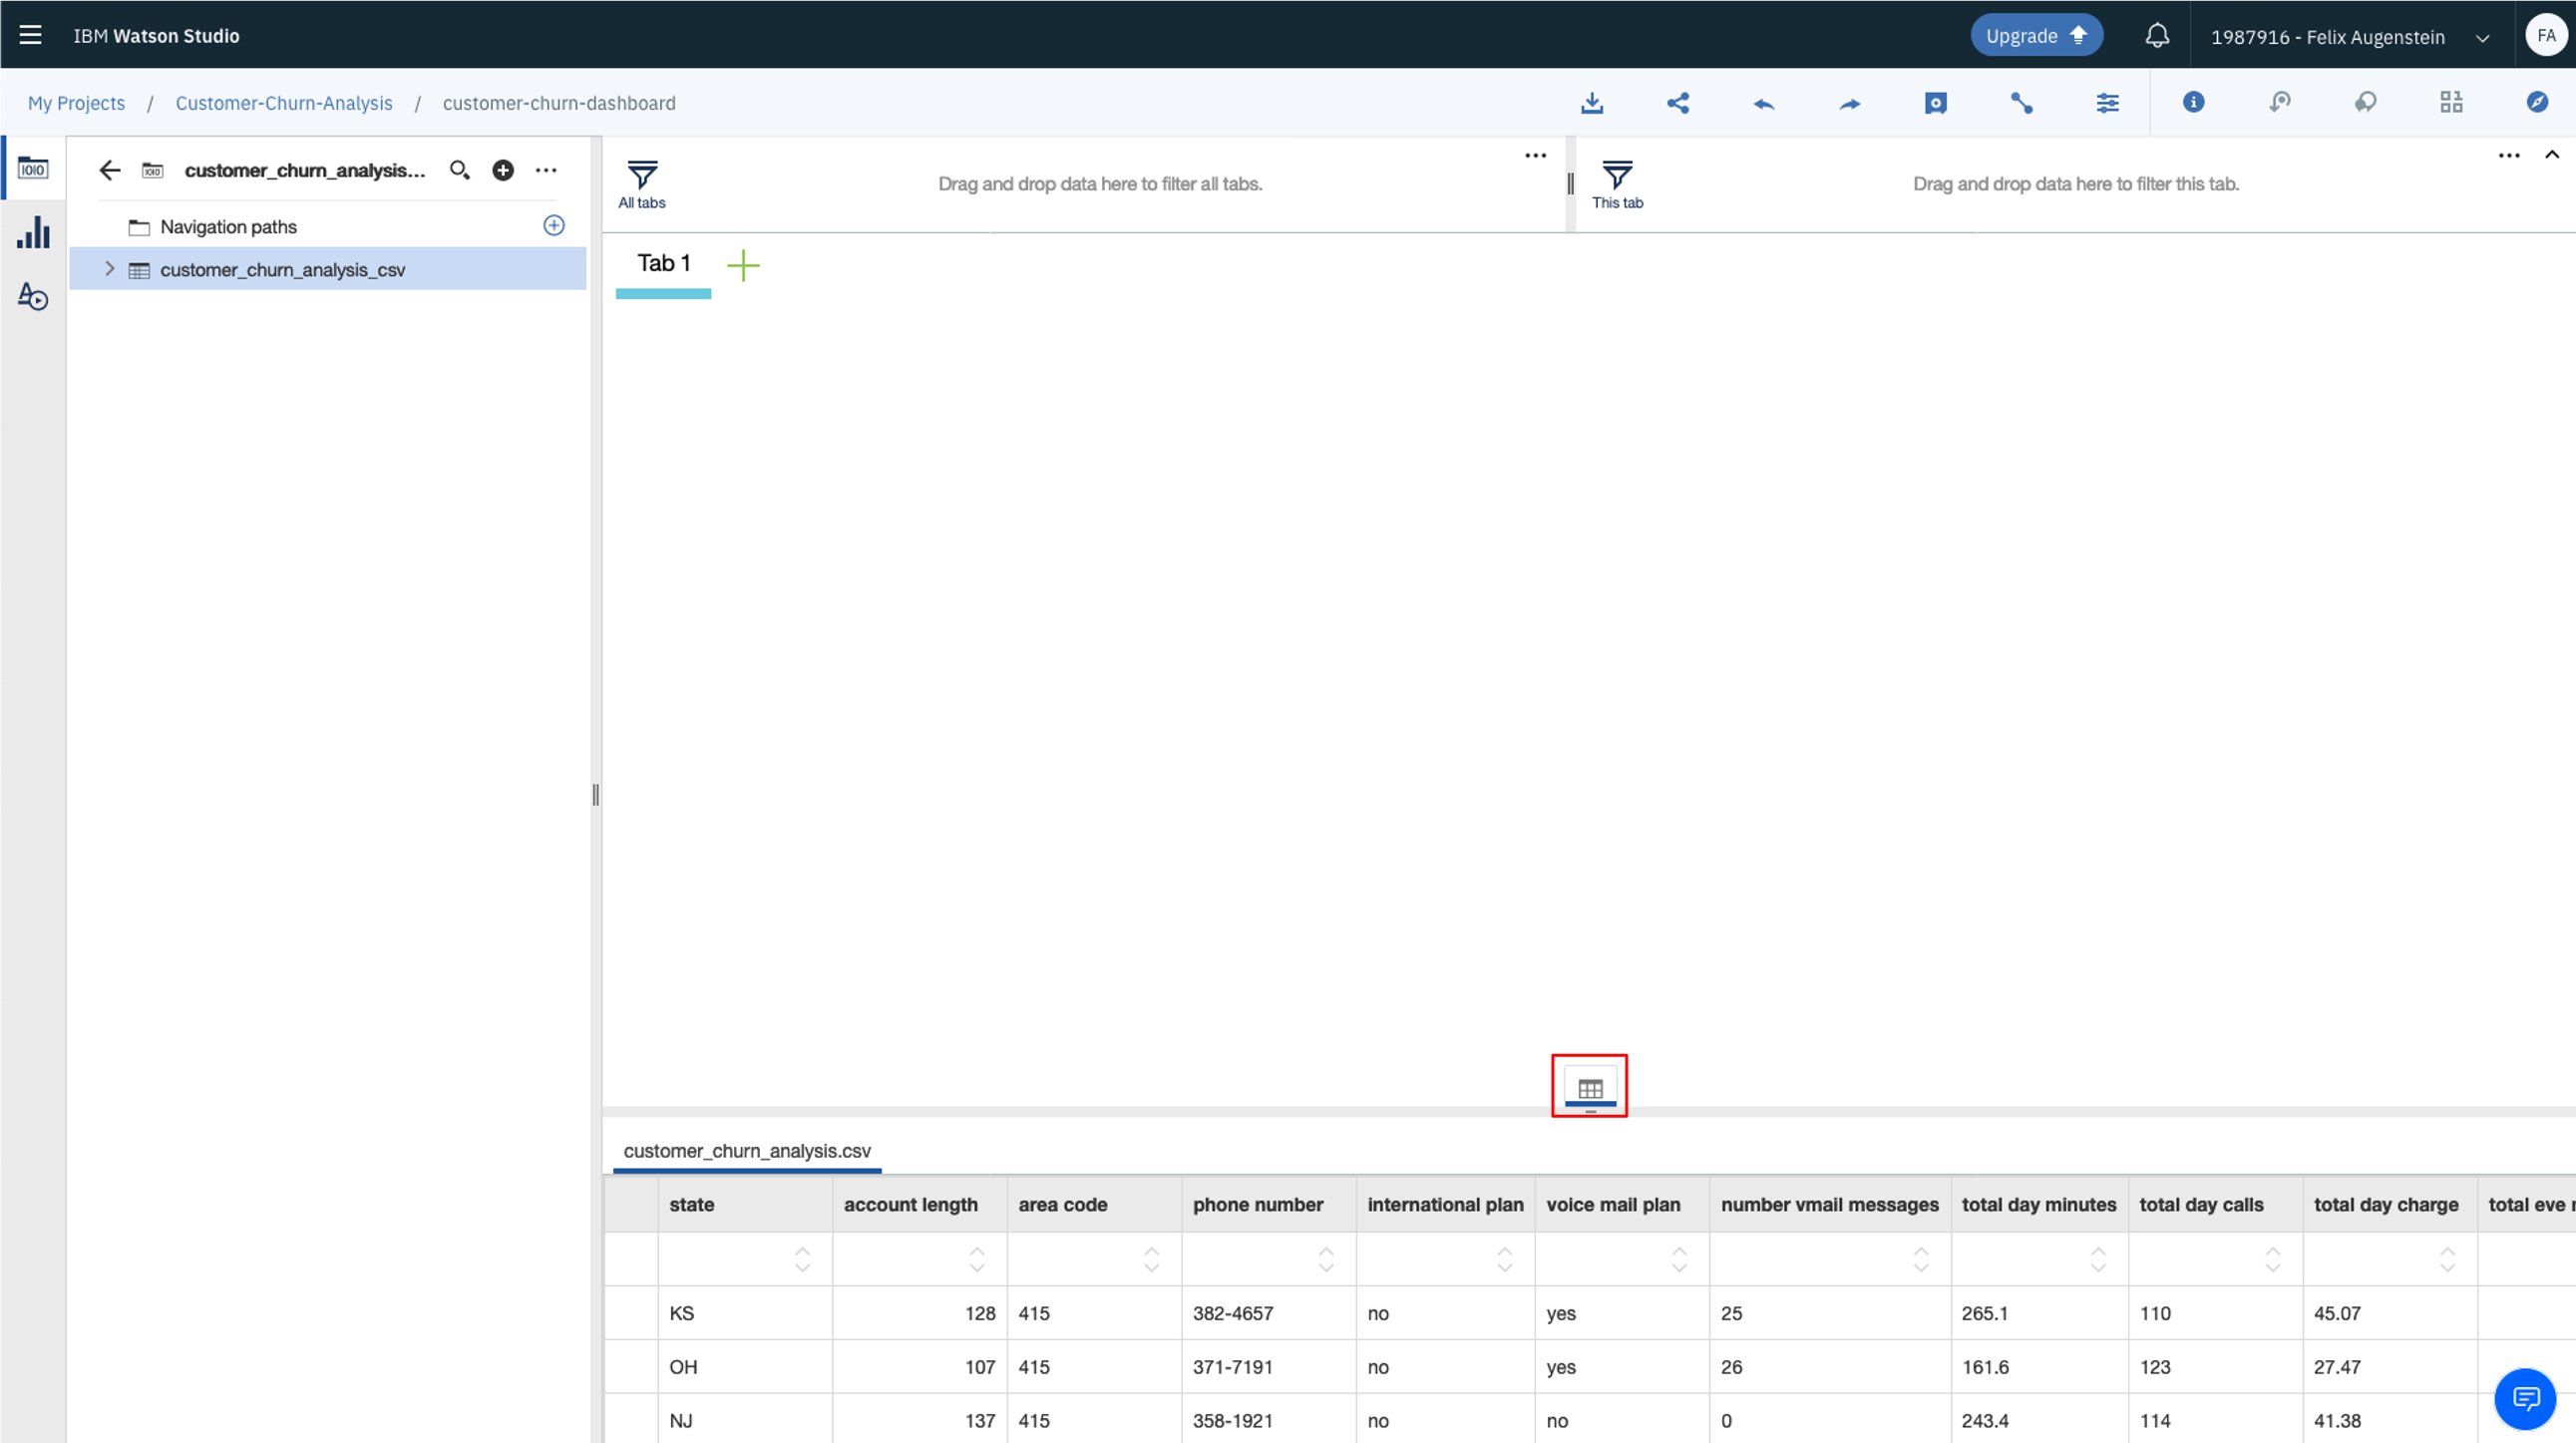 IBM Watson Studio
Upgrade
1987916 - Felix Augenstein
FA
My Projects / Customer-Churn-Analysis / customer-churn-dashboard
customer_churn_analysis...
Navigation paths
customer_churn_analysis_csv
All tabs
Drag and drop data here to filter all tabs.
This tab
Drag and drop data here to filter this tab.
Tab 1
customer_churn_analysis.csv
state account length area code phone number international plan voice mail plan number vmail messages total day minutes total day calls total day charge total eve
KS 128 415 382-4657 no yes 25 265.1 110 45.07
OH 107 415 371-7191 no yes 26 161.6 123 27.47
NJ 137 415 358-1921 no no 0 243.4 114 41.38